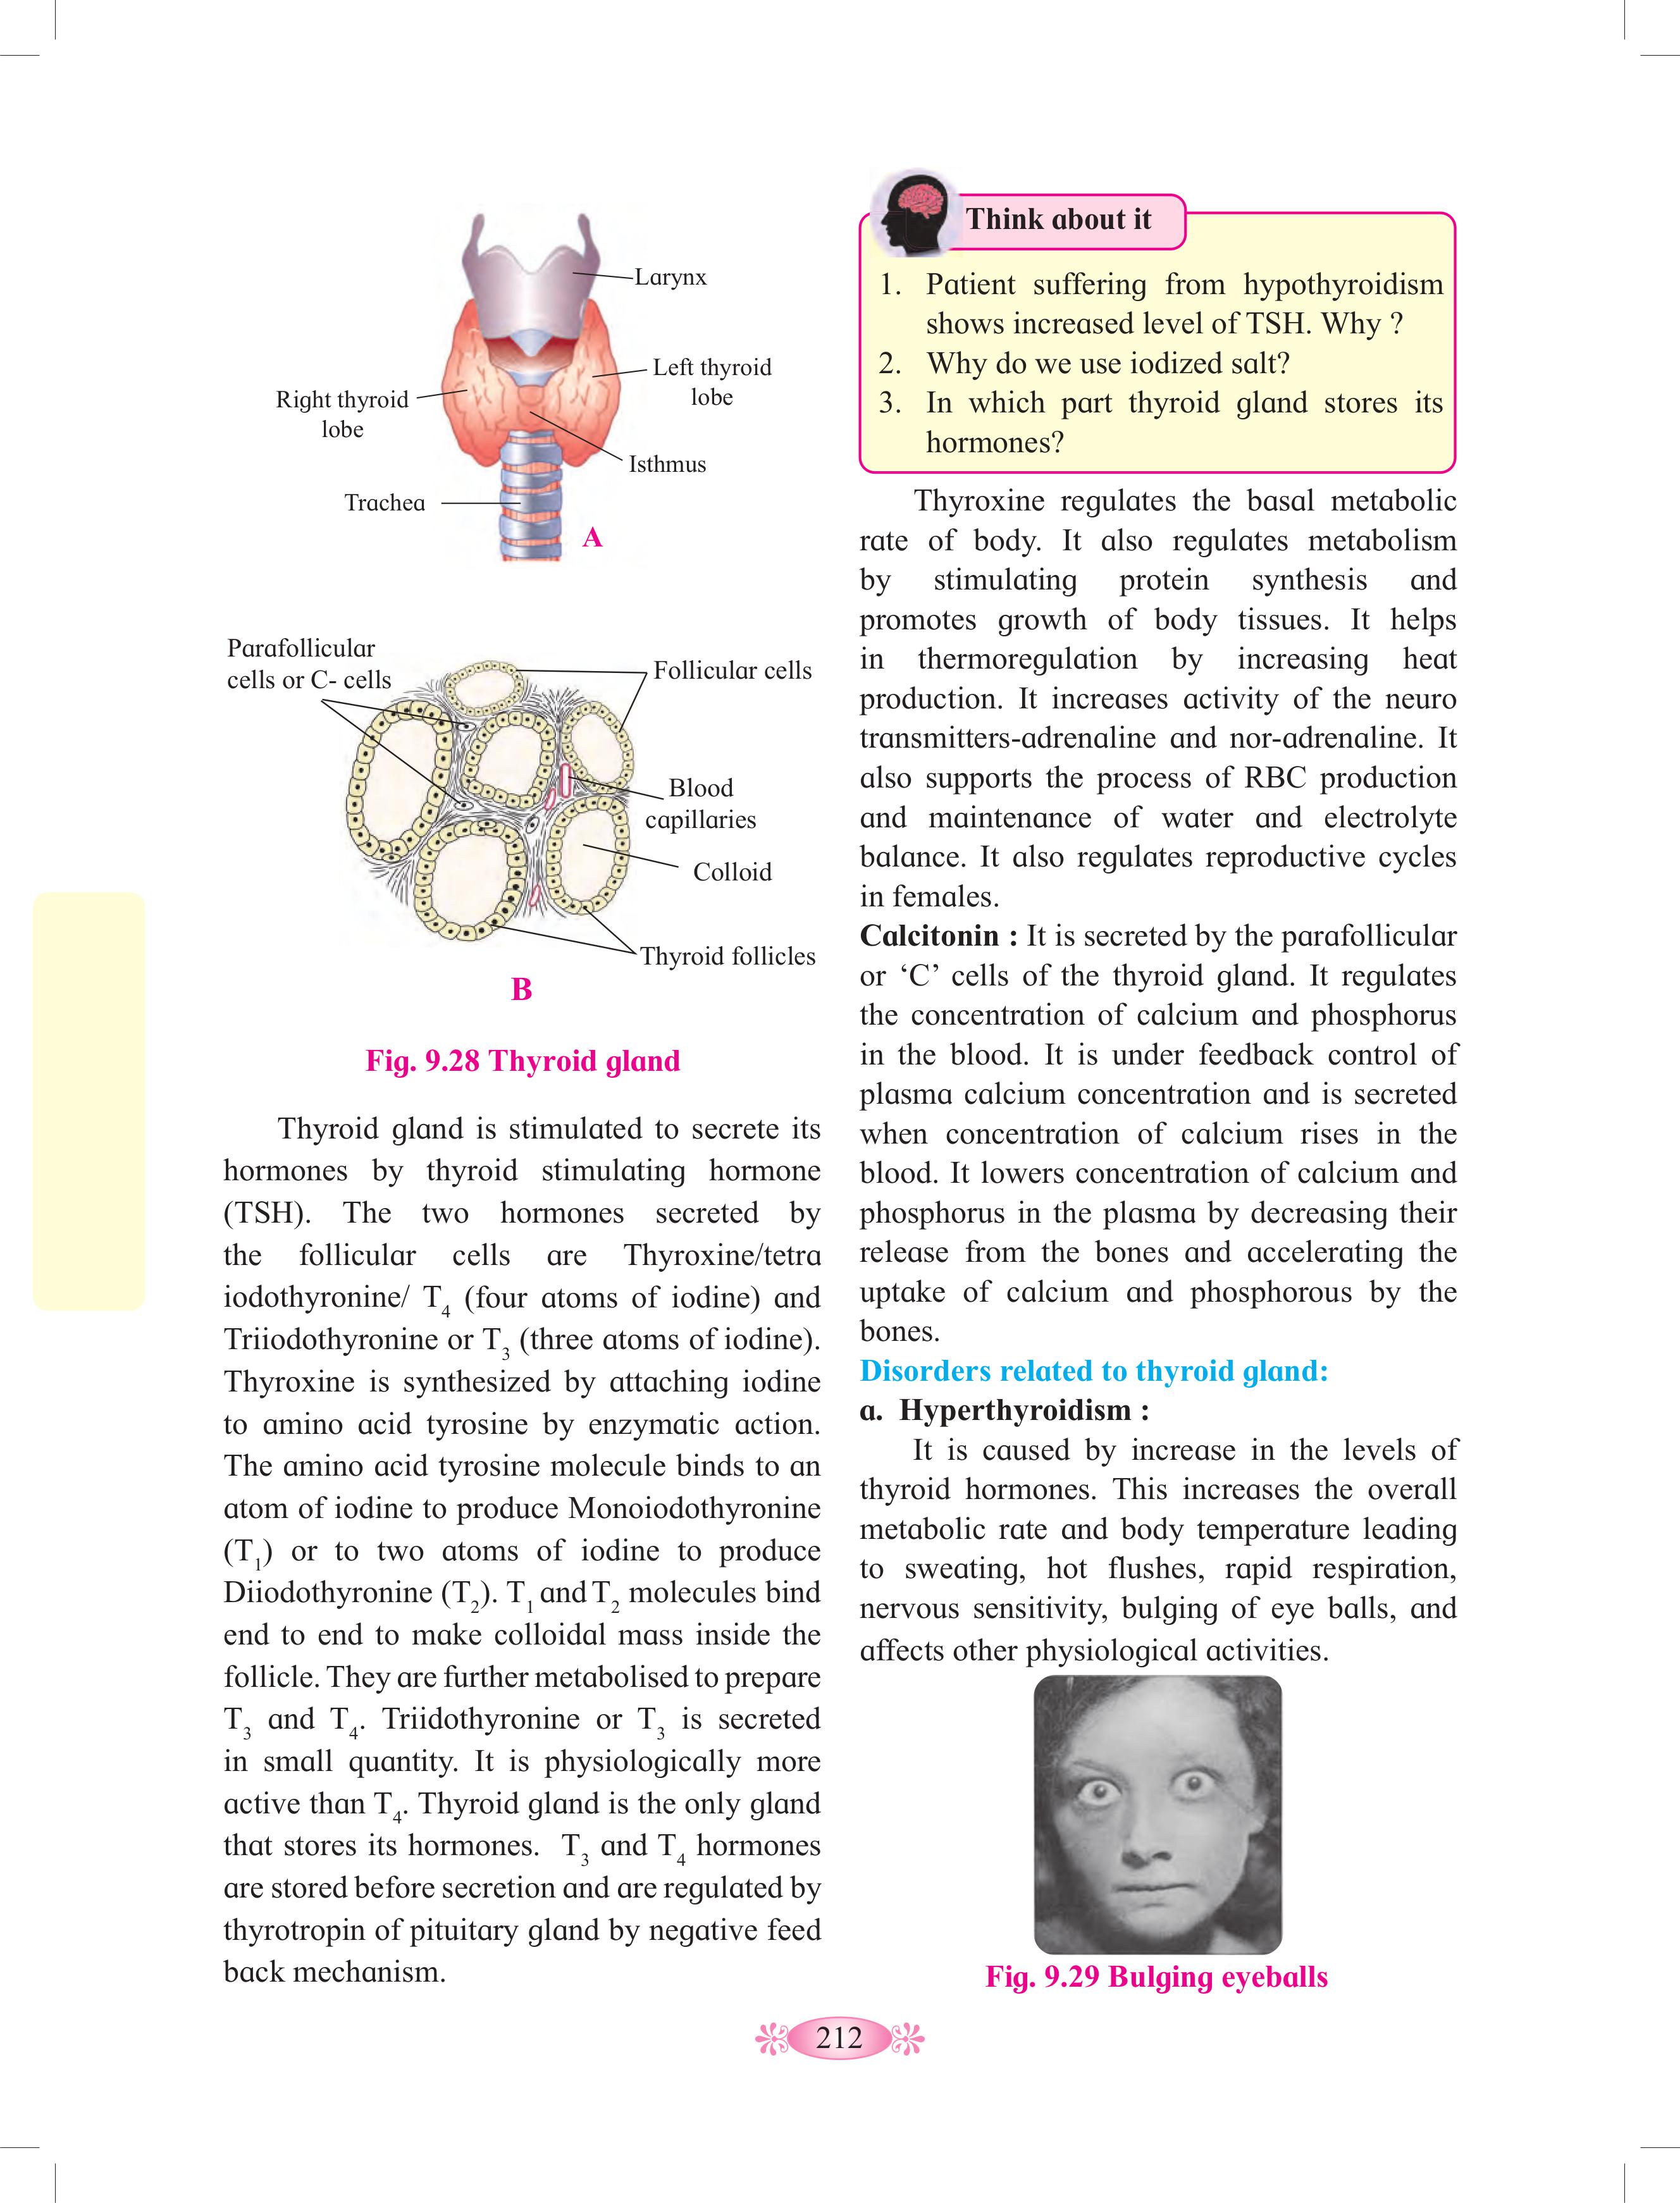 Larynx
Left thyroid
lobe
Right thyroid
lobe
Isthmus
Trachea
A
Parafollicular
cells or C- cells
Follicular cells
Blood
capillaries
Colloid
Thyroid follicles
B
Fig. 9.28 Thyroid gland
Thyroid gland is stimulated to secrete its
hormones by thyroid stimulating hormone
(TSH). The two hormones secreted by
the follicular cells are Thyroxine/tetra
iodothyronine/ T4 (four atoms of iodine) and
Triiodothyronine or T3 (three atoms of iodine).
Thyroxine is synthesized by attaching iodine
to amino acid tyrosine by enzymatic action.
The amino acid tyrosine molecule binds to an
atom of iodine to produce Monoiodothyronine
(T1) or to two atoms of iodine to produce
Diiodothyronine (T2). T1 and T2 molecules bind
end to end to make colloidal mass inside the
follicle. They are further metabolised to prepare
T3 and T4. Triidothyronine or T3 is secreted
in small quantity. It is physiologically more
active than T4. Thyroid gland is the only gland
that stores its hormones. T3 and T4 hormones
are stored before secretion and are regulated by
thyrotropin of pituitary gland by negative feed
back mechanism.
Think about it
1. Patient suffering from hypothyroidism
shows increased level of TSH. Why ?
2. Why do we use iodized salt?
3. In which part thyroid gland stores its
hormones?
Thyroxine regulates the basal metabolic
rate of body. It also regulates metabolism
by stimulating protein synthesis and
promotes growth of body tissues. It helps
in thermoregulation by increasing heat
production. It increases activity of the neuro
transmitters-adrenaline and nor-adrenaline. It
also supports the process of RBC production
and maintenance of water and electrolyte
balance. It also regulates reproductive cycles
in females.
Calcitonin : It is secreted by the parafollicular
or ‘C’ cells of the thyroid gland. It regulates
the concentration of calcium and phosphorus
in the blood. It is under feedback control of
plasma calcium concentration and is secreted
when concentration of calcium rises in the
blood. It lowers concentration of calcium and
phosphorus in the plasma by decreasing their
release from the bones and accelerating the
uptake of calcium and phosphorous by the
bones.
Disorders related to thyroid gland:
a. Hyperthyroidism :
It is caused by increase in the levels of
thyroid hormones. This increases the overall
metabolic rate and body temperature leading
to sweating, hot flushes, rapid respiration,
nervous sensitivity, bulging of eye balls, and
affects other physiological activities.
Fig. 9.29 Bulging eyeballs
212